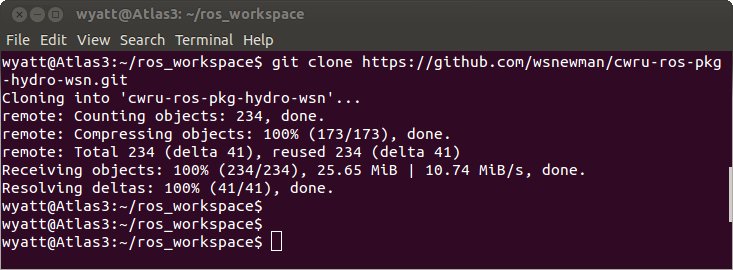 wyatt@Atlas3: ~/ros_workspace
File Edit View Search Terminal Help
wyatt@Atlas3:~/ros_workspace$ git clone https://github.com/wsnewman/cwru-ros-pkg
-hydro-wsn.git
Cloning into 'cwru-ros-pkg-hydro-wsn'...
remote: Counting objects: 234, done.
remote: Compressing objects: 100% (173/173), done.
remote: Total 234 (delta 41), reused 234 (delta 41)
Receiving objects: 100% (234/234), 25.65 MiB | 10.74 MiB/s, done.
Resolving deltas: 100% (41/41), done.
wyatt@Atlas3:~/ros_workspace$
wyatt@Atlas3:~/ros_workspace$
wyatt@Atlas3:~/ros_workspace$